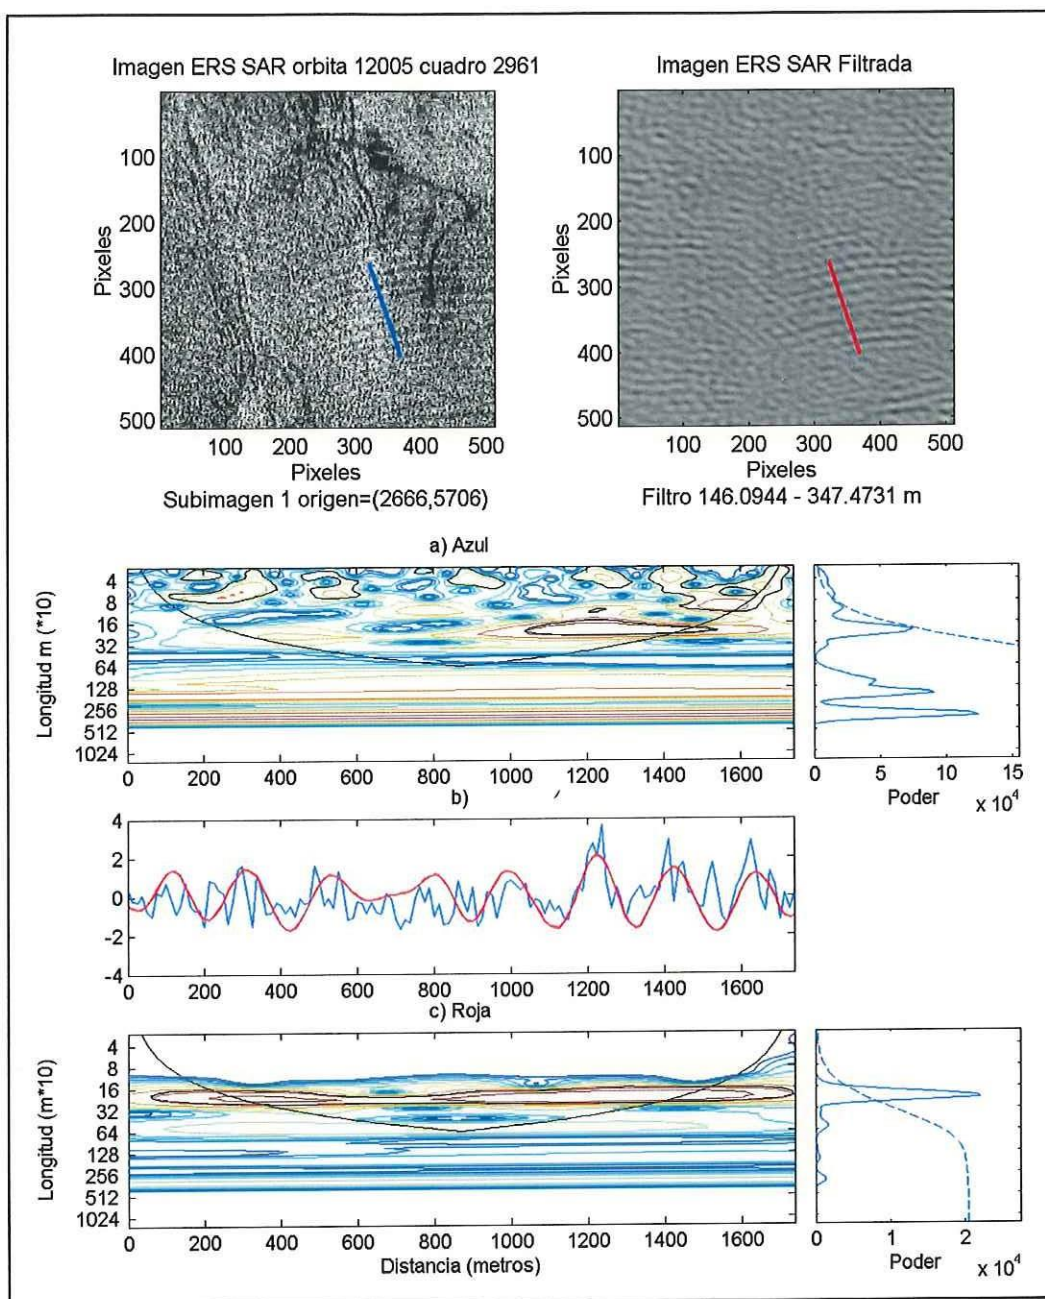 Imagen ERS SAR orbita 12005 cuadro 2961
Imagen ERS SAR Filtrada
Pixeles
100
200
300
400
500
100 200 300 400 500
Pixeles
Subimagen 1 origen=(2666,5706)
Pixeles
100
200
300
400
500
100 200 300 400 500
Pixeles
Filtro 146.0944 - 347.4731 m
a) Azul
Longitud m (*10)
4
8
16
32
64
128
256
512
1024
0 200 400 600 800 1000 1200 1400 1600
0 5 10 15
Poder x 10^4
b)
4
2
0
-2
-4
0 200 400 600 800 1000 1200 1400 1600
c) Roja
Longitud (m*10)
4
8
16
32
64
128
256
512
1024
0 200 400 600 800 1000 1200 1400 1600
Distancia (metros)
0 1 2
Poder x 10^4